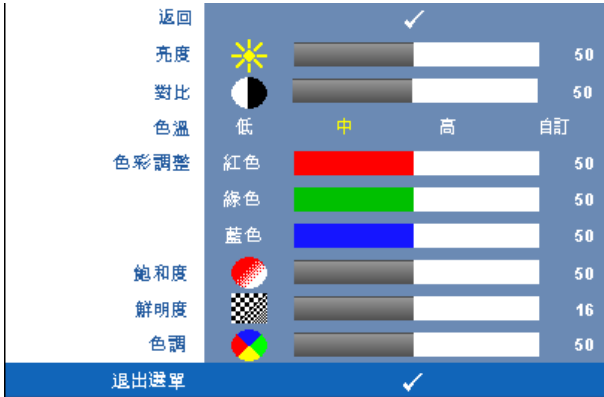 返回
亮度 50
對比 50
色溫 低 中 高 自訂
色彩調整 紅色 50
綠色 50
藍色 50
飽和度 50
鮮明度 16
色調 50
退出選單